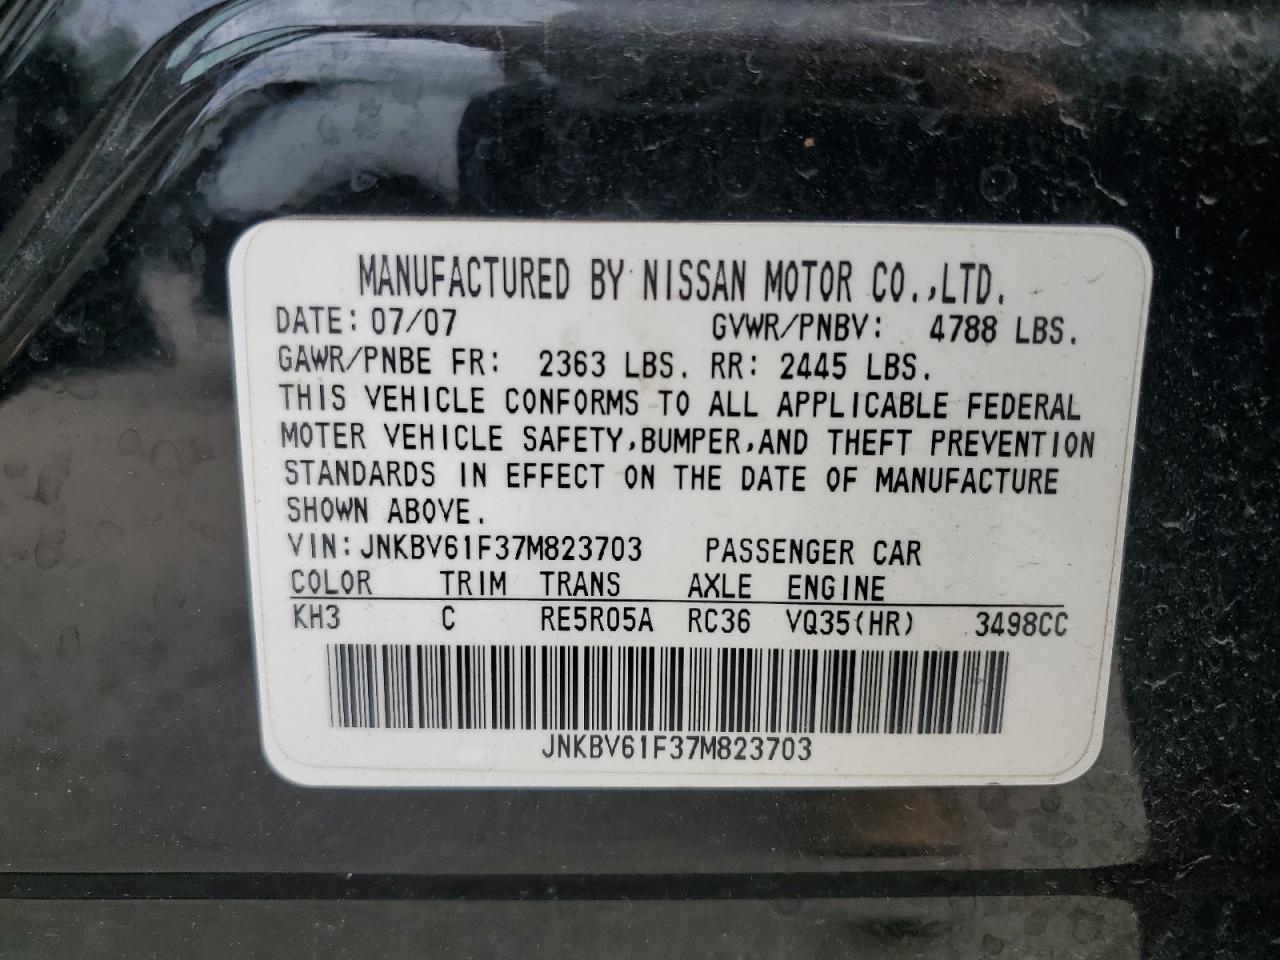 MANUFACTURED BY NISSAN MOTOR CO.,LTD.
DATE: 07/07 GVWR/PNBV: 4788 LBS.
GAWR/PNBE FR: 2363 LBS. RR: 2445 LBS.
THIS VEHICLE CONFORMS TO ALL APPLICABLE FEDERAL
MOTER VEHICLE SAFETY,BUMPER,AND THEFT PREVENTION
STANDARDS IN EFFECT ON THE DATE OF MANUFACTURE
SHOWN ABOVE.
VIN:JNKBV61F37M823703 PASSENGER CAR
COLOR TRIM TRANS AXLE ENGINE
KH3 C RE5R05A RC36 VQ35(HR) 3498CC
JNKBV61F37M823703